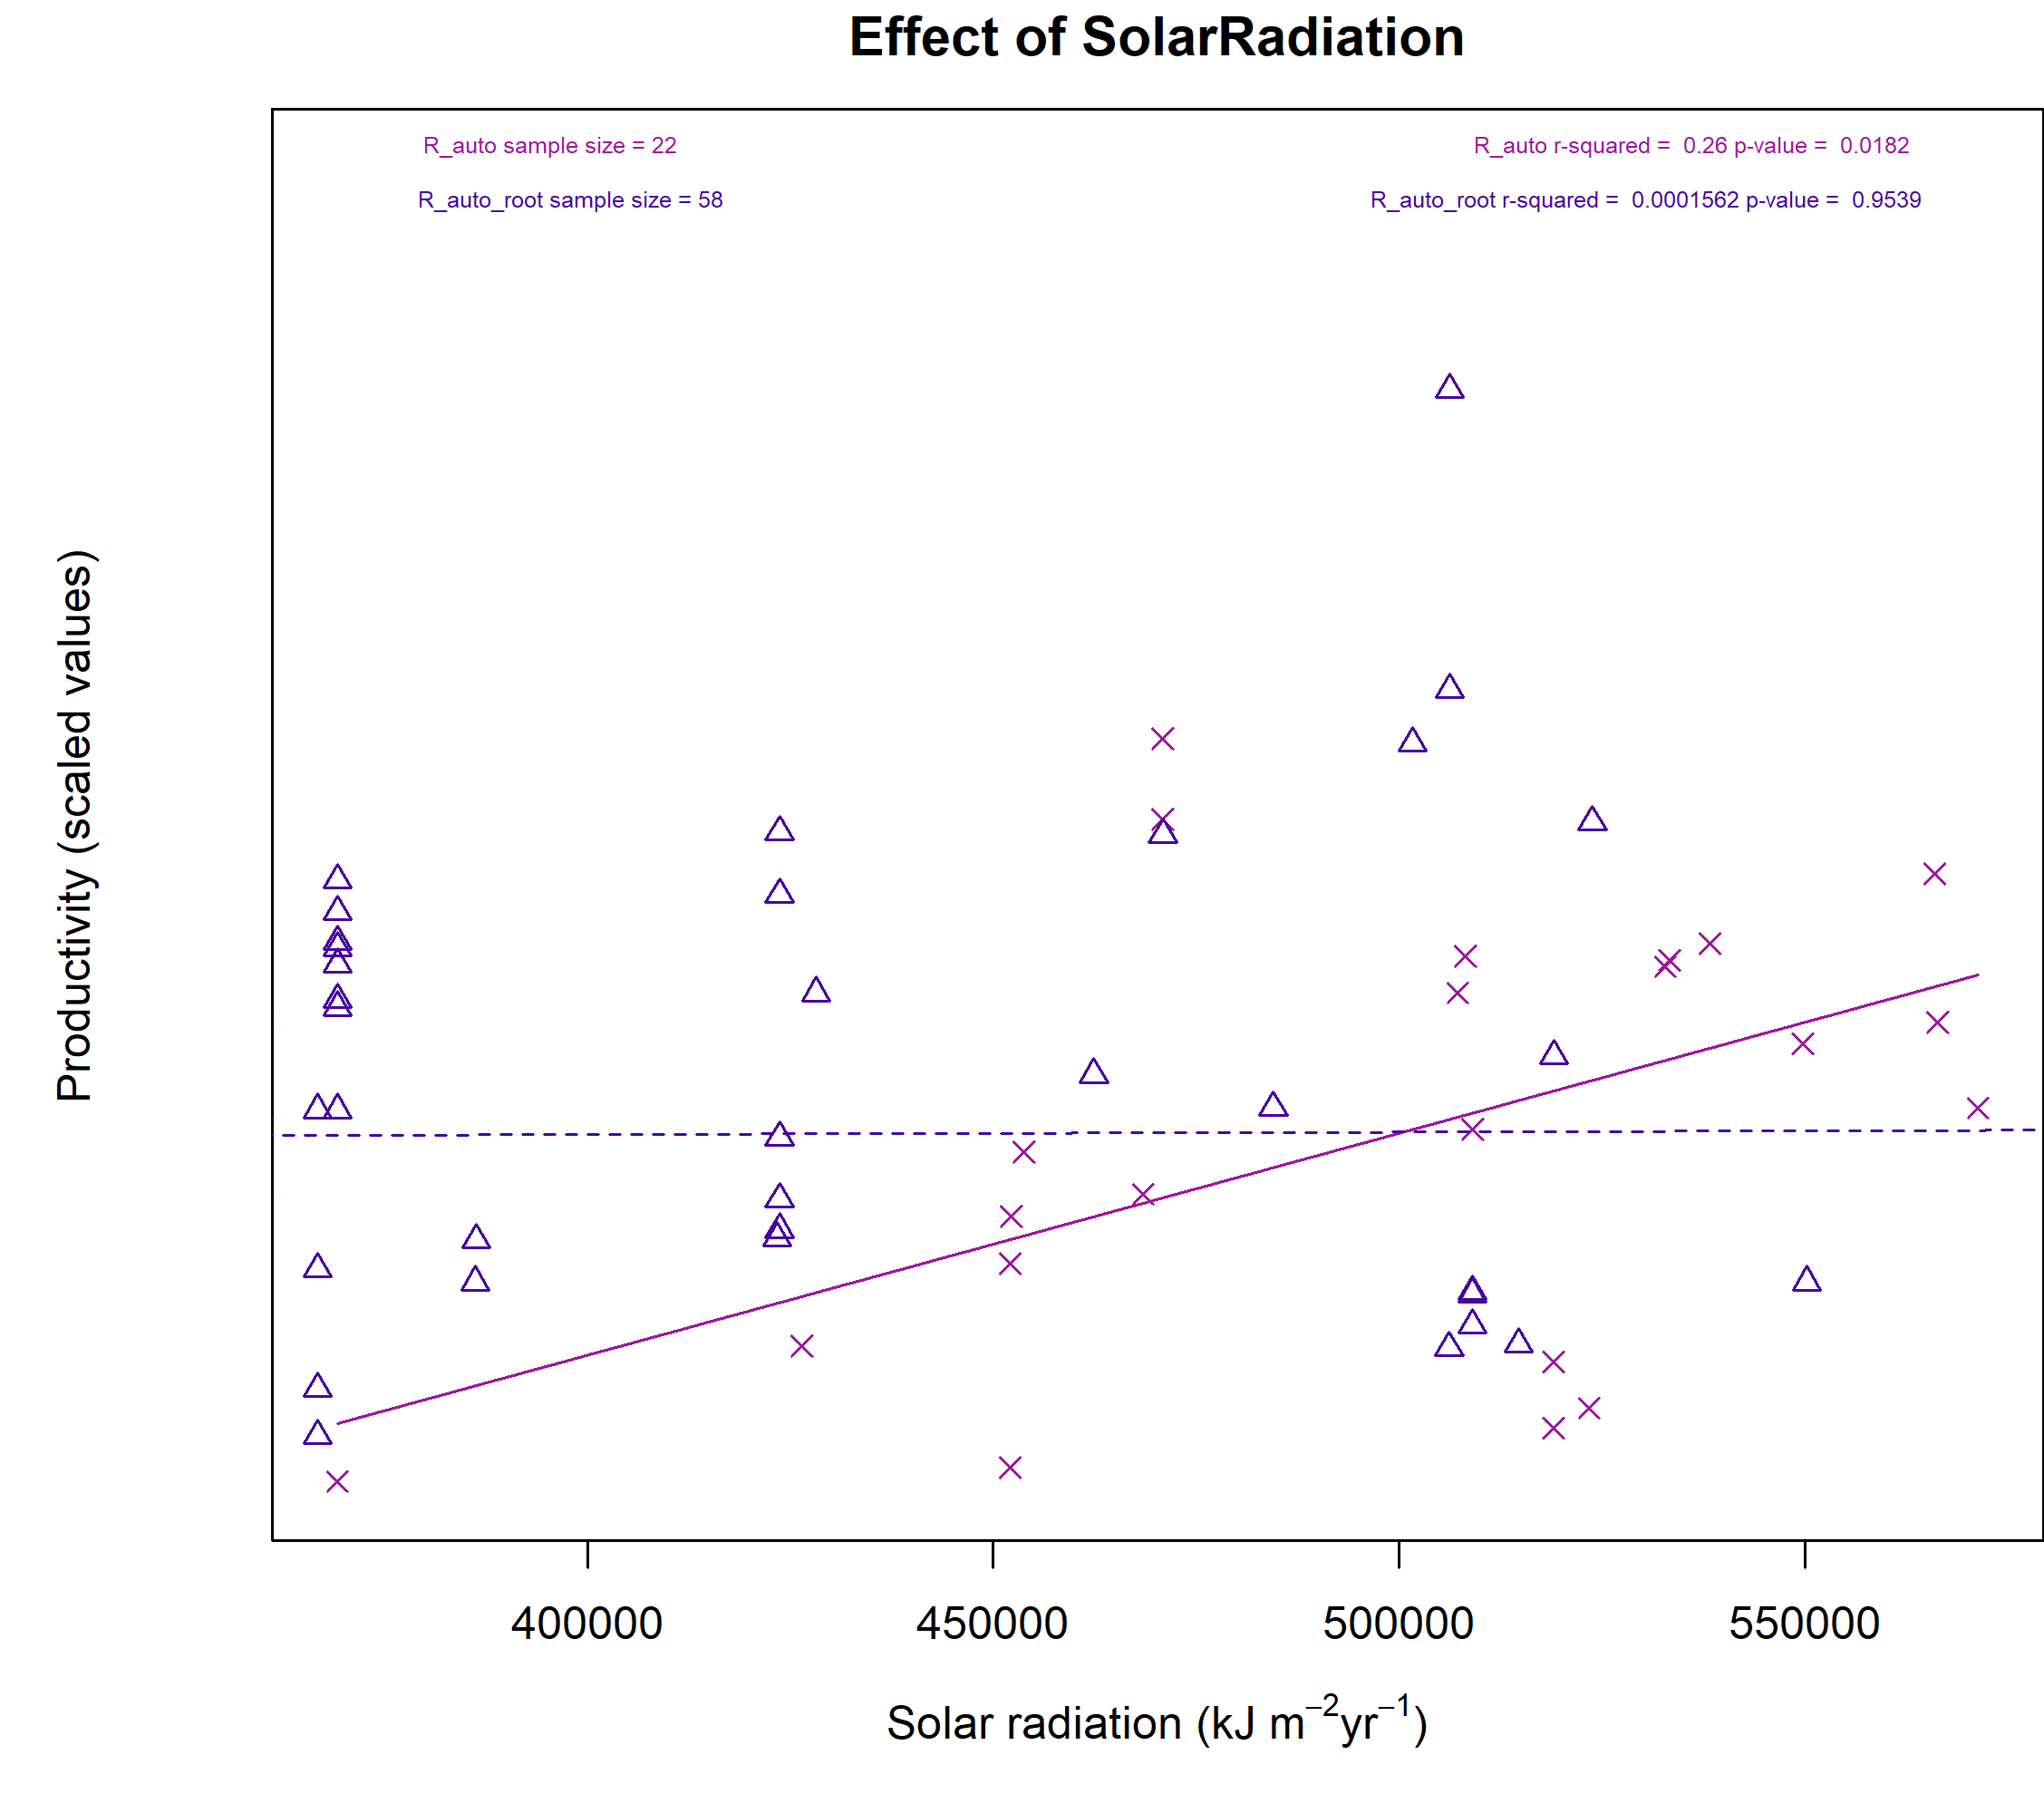 Effect of SolarRadiation
R_auto sample size = 22
R_auto r-squared =  0.26 p-value =  0.0182
R_auto_root sample size = 58
R_auto_root r-squared =  0.0001562 p-value =  0.9539
Productivity (scaled values)
400000
450000
500000
550000
Solar radiation (kJ m⁻²yr⁻¹)